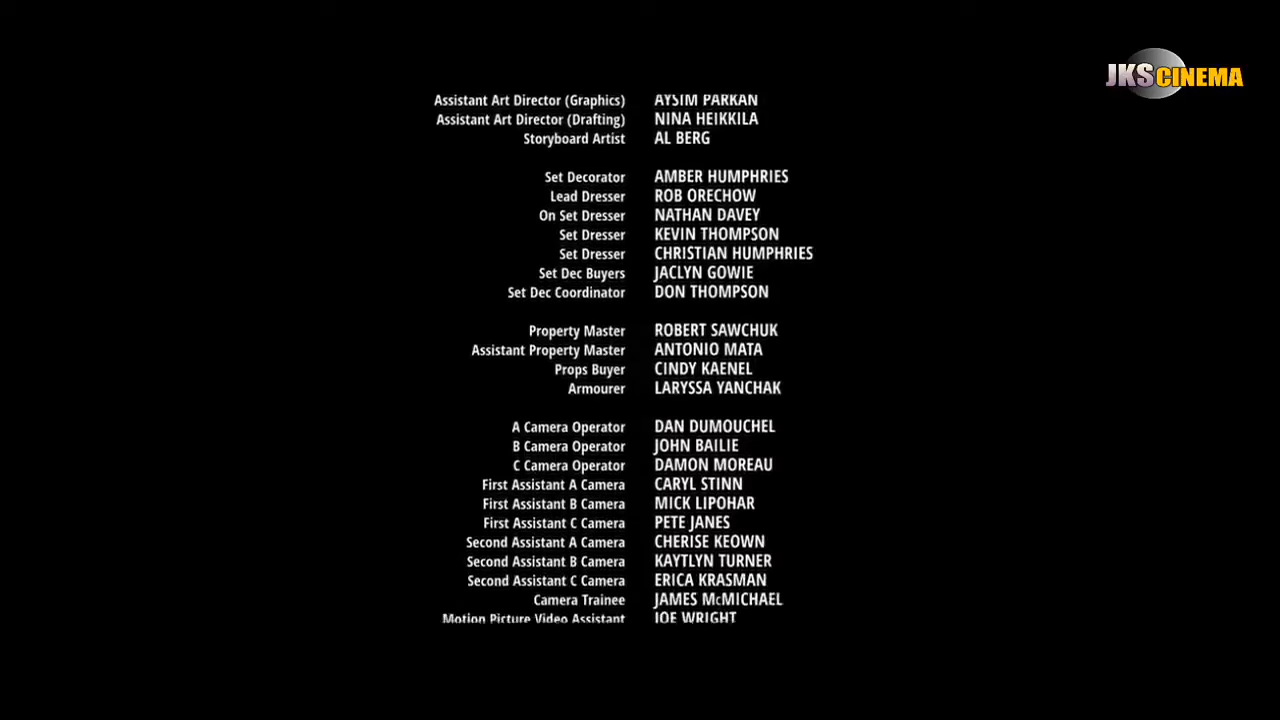 JKS CINEMA
Assistant Art Director (Graphics) AYSIM PARKAN
Assistant Art Director (Drafting) NINA HEIKKILA
Storyboard Artist AL BERG
Set Decorator AMBER HUMPHRIES
Lead Dresser ROB ORECHOW
On Set Dresser NATHAN DAVEY
Set Dresser KEVIN THOMPSON
Set Dresser CHRISTIAN HUMPHRIES
Set Dec Buyers JACLYN GOWIE
Set Dec Coordinator DON THOMPSON
Property Master ROBERT SAWCHUK
Assistant Property Master ANTONIO MATA
Props Buyer CINDY KAENEL
Armourer LARYSSA YANCHAK
A Camera Operator DAN DUMOUCHEL
B Camera Operator JOHN BAILIE
C Camera Operator DAMON MOREAU
First Assistant A Camera CARYL STINN
First Assistant B Camera MICK LIPOHAR
First Assistant C Camera PETE JANES
Second Assistant A Camera CHERISE KEOWN
Second Assistant B Camera KAYTLYN TURNER
Second Assistant C Camera ERICA KRASMAN
Camera Trainee JAMES McMICHAEL
Motion Picture Video Assistant JOE WRIGHT